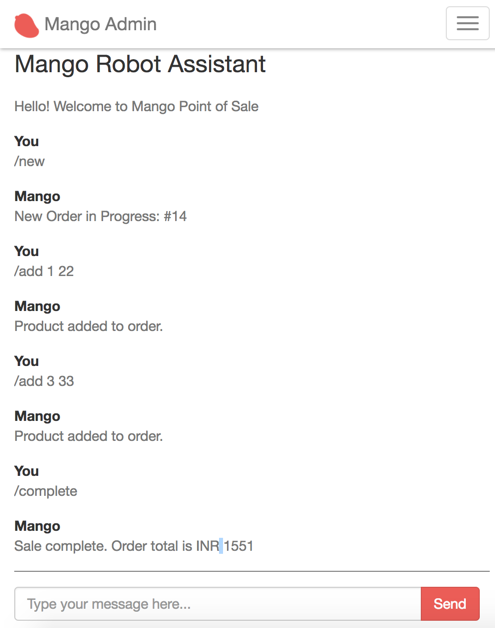 Mango Admin
Mango Robot Assistant
Hello! Welcome to Mango Point of Sale
You
/new
Mango
New Order in Progress: #14
You
/add 1 22
Mango
Product added to order.
You
/add 3 33
Mango
Product added to order.
You
/complete
Mango
Sale complete. Order total is INR 1551
Type your message here...
Send